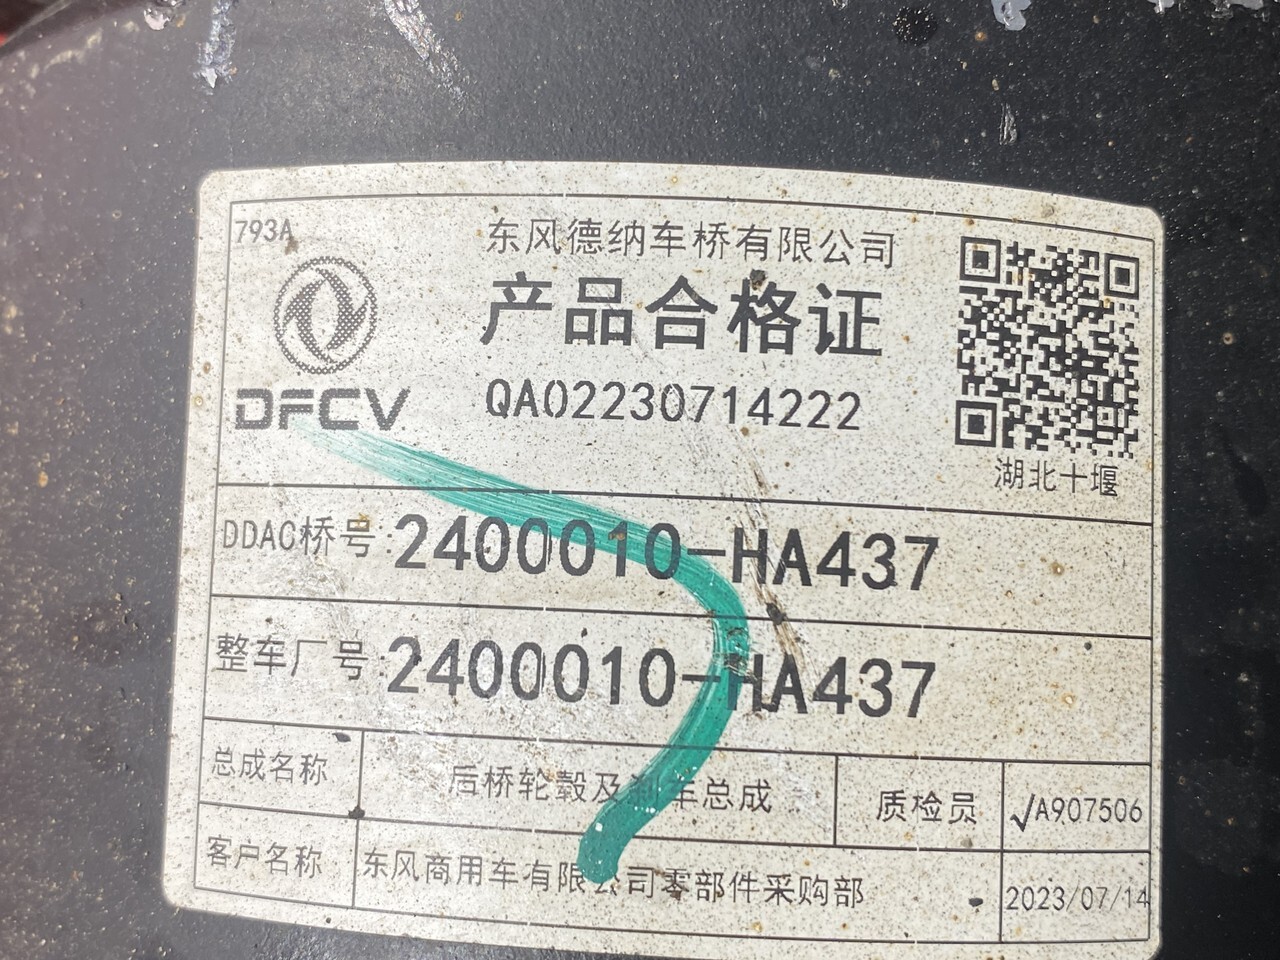 793A
东风德纳车桥有限公司
产品合格证
DFCV
QA02230714222
湖北十堰
DDAC桥号:2400010-HA437
整车厂号:2400010-HA437
总成名称 后桥轮毂及刹车总成 质检员 √A907506
客户名称 东风商用车有限公司零部件采购部 2023/07/14